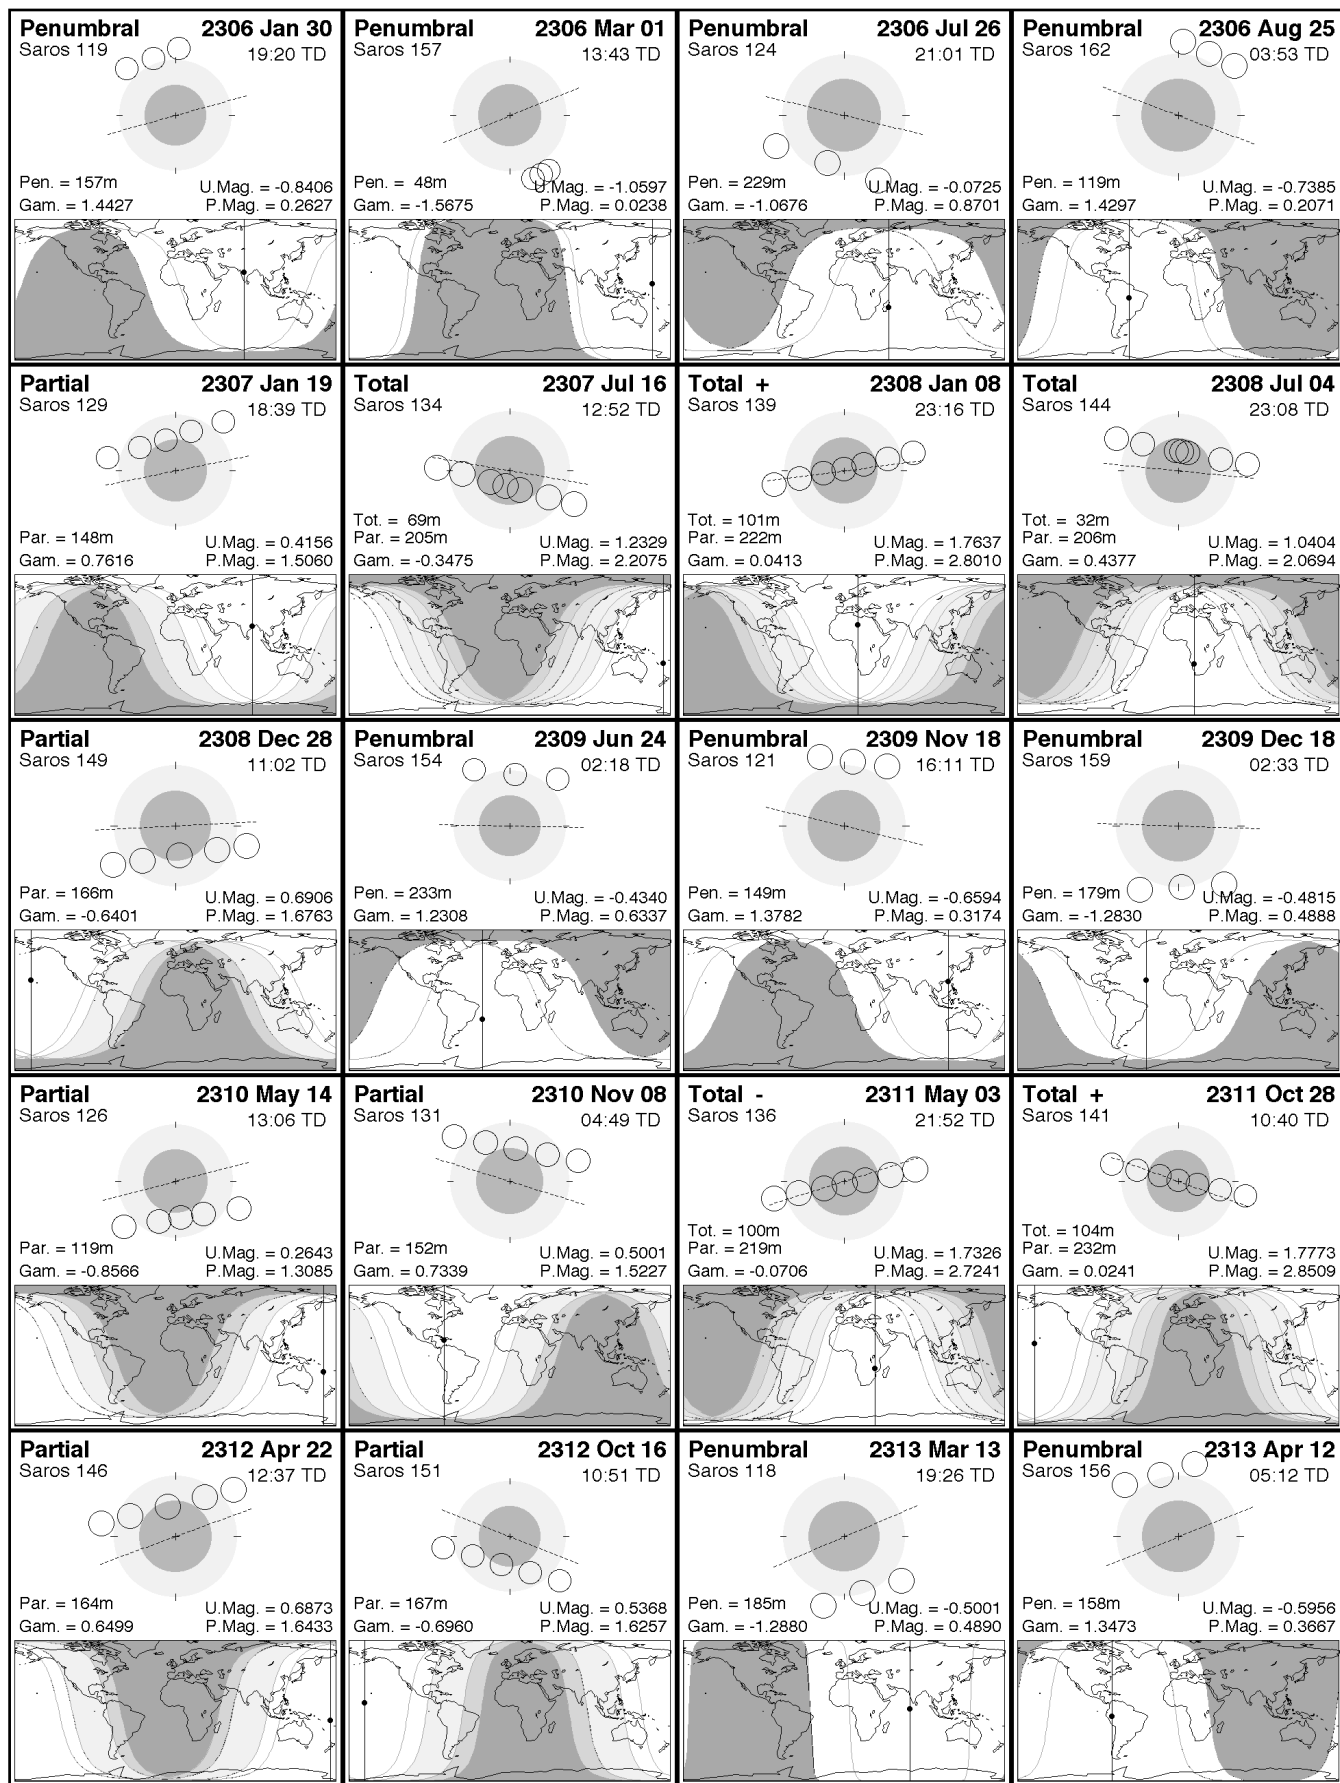 Penumbral 2306 Jan 30
Saros 119 19:20 TD
Pen. = 157m U.Mag. = -0.8406
Gam. = 1.4427 P.Mag. = 0.2627
Penumbral 2306 Mar 01
Saros 157 13:43 TD
Pen. = 48m U.Mag. = -1.0597
Gam. = -1.5675 P.Mag. = 0.0238
Penumbral 2306 Jul 26
Saros 124 21:01 TD
Pen. = 229m U.Mag. = -0.0725
Gam. = -1.0676 P.Mag. = 0.8701
Penumbral 2306 Aug 25
Saros 162 03:53 TD
Pen. = 119m U.Mag. = -0.7385
Gam. = 1.4297 P.Mag. = 0.2071
Partial 2307 Jan 19
Saros 129 18:39 TD
Par. = 148m U.Mag. = 0.4156
Gam. = 0.7616 P.Mag. = 1.5060
Total 2307 Jul 16
Saros 134 12:52 TD
Tot. = 69m
Par. = 205m U.Mag. = 1.2329
Gam. = -0.3475 P.Mag. = 2.2075
Total + 2308 Jan 08
Saros 139 23:16 TD
Tot. = 101m
Par. = 222m U.Mag. = 1.7637
Gam. = 0.0413 P.Mag. = 2.8010
Total 2308 Jul 04
Saros 144 23:08 TD
Tot. = 32m
Par. = 206m U.Mag. = 1.0404
Gam. = 0.4377 P.Mag. = 2.0694
Partial 2308 Dec 28
Saros 149 11:02 TD
Par. = 166m U.Mag. = 0.6906
Gam. = -0.6401 P.Mag. = 1.6763
Penumbral 2309 Jun 24
Saros 154 02:18 TD
Pen. = 233m U.Mag. = -0.4340
Gam. = 1.2308 P.Mag. = 0.6337
Penumbral 2309 Nov 18
Saros 121 16:11 TD
Pen. = 149m U.Mag. = -0.6594
Gam. = 1.3782 P.Mag. = 0.3174
Penumbral 2309 Dec 18
Saros 159 02:33 TD
Pen. = 179m U.Mag. = -0.4815
Gam. = -1.2830 P.Mag. = 0.4888
Partial 2310 May 14
Saros 126 13:06 TD
Par. = 119m U.Mag. = 0.2643
Gam. = -0.8566 P.Mag. = 1.3085
Partial 2310 Nov 08
Saros 131 04:49 TD
Par. = 152m U.Mag. = 0.5001
Gam. = 0.7339 P.Mag. = 1.5227
Total - 2311 May 03
Saros 136 21:52 TD
Tot. = 100m
Par. = 219m U.Mag. = 1.7326
Gam. = -0.0706 P.Mag. = 2.7241
Total + 2311 Oct 28
Saros 141 10:40 TD
Tot. = 104m
Par. = 232m U.Mag. = 1.7773
Gam. = 0.0241 P.Mag. = 2.8509
Partial 2312 Apr 22
Saros 146 12:37 TD
Par. = 164m U.Mag. = 0.6873
Gam. = 0.6499 P.Mag. = 1.6433
Partial 2312 Oct 16
Saros 151 10:51 TD
Par. = 167m U.Mag. = 0.5368
Gam. = -0.6960 P.Mag. = 1.6257
Penumbral 2313 Mar 13
Saros 118 19:26 TD
Pen. = 185m U.Mag. = -0.5001
Gam. = -1.2880 P.Mag. = 0.4890
Penumbral 2313 Apr 12
Saros 156 05:12 TD
Pen. = 158m U.Mag. = -0.5956
Gam. = 1.3473 P.Mag. = 0.3667